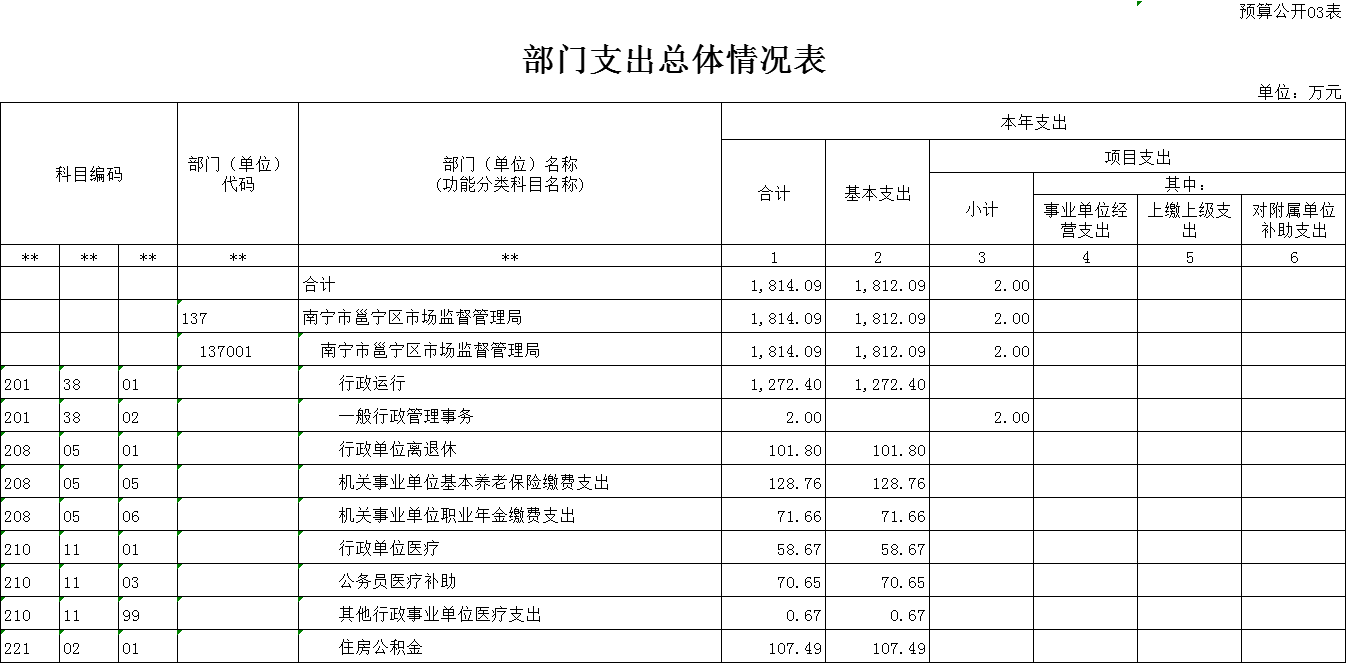 预算公开03表
部门支出总体情况表
单位：万元
科目编码 部门（单位）代码 部门（单位）名称(功能分类科目名称) 本年支出
合计 基本支出 项目支出
小计 其中：
事业单位经营支出 上缴上级支出 对附属单位补助支出
** ** ** ** ** 1 2 3 4 5 6
合计 1,814.09 1,812.09 2.00
137 南宁市邕宁区市场监督管理局 1,814.09 1,812.09 2.00
137001 南宁市邕宁区市场监督管理局 1,814.09 1,812.09 2.00
201 38 01 行政运行 1,272.40 1,272.40
201 38 02 一般行政管理事务 2.00 2.00
208 05 01 行政单位离退休 101.80 101.80
208 05 05 机关事业单位基本养老保险缴费支出 128.76 128.76
208 05 06 机关事业单位职业年金缴费支出 71.66 71.66
210 11 01 行政单位医疗 58.67 58.67
210 11 03 公务员医疗补助 70.65 70.65
210 11 99 其他行政事业单位医疗支出 0.67 0.67
221 02 01 住房公积金 107.49 107.49